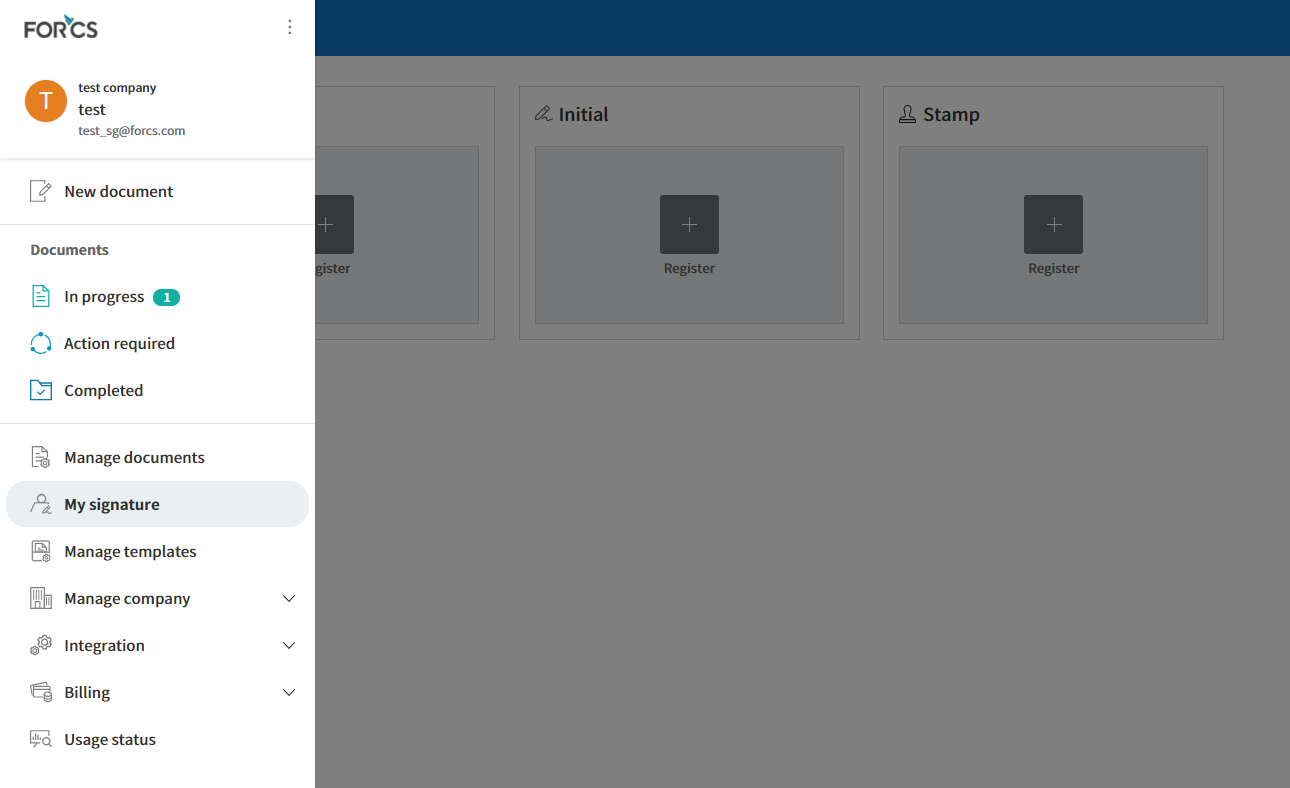 FORCS
T
test company
test
test_sg@forcs.com
New document
Documents
In progress 1
Action required
Completed
Manage documents
My signature
Manage templates
Manage company
Integration
Billing
Usage status
gister
Initial
Register
Stamp
Register